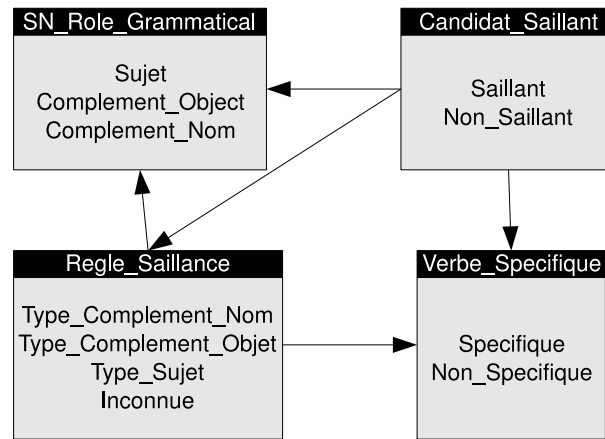 SN_Role_Grammatical
Sujet
Complement_Object
Complement_Nom
Candidat_Saillant
Saillant
Non_Saillant
Regle_Saillance
Type_Complement_Nom
Type_Complement_Objet
Type_Sujet
Inconnue
Verbe_Specifique
Specifique
Non_Specifique